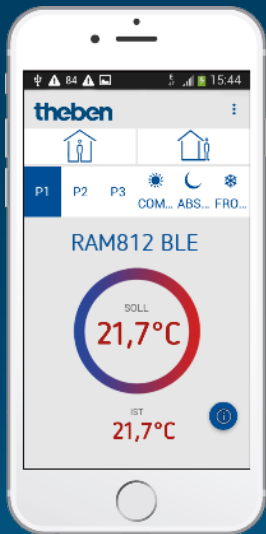 84 15:44
theben
P1 P2 P3 COM... ABS... FRO...
RAM812 BLE
SOLL
21,7°C
IST
21,7°C